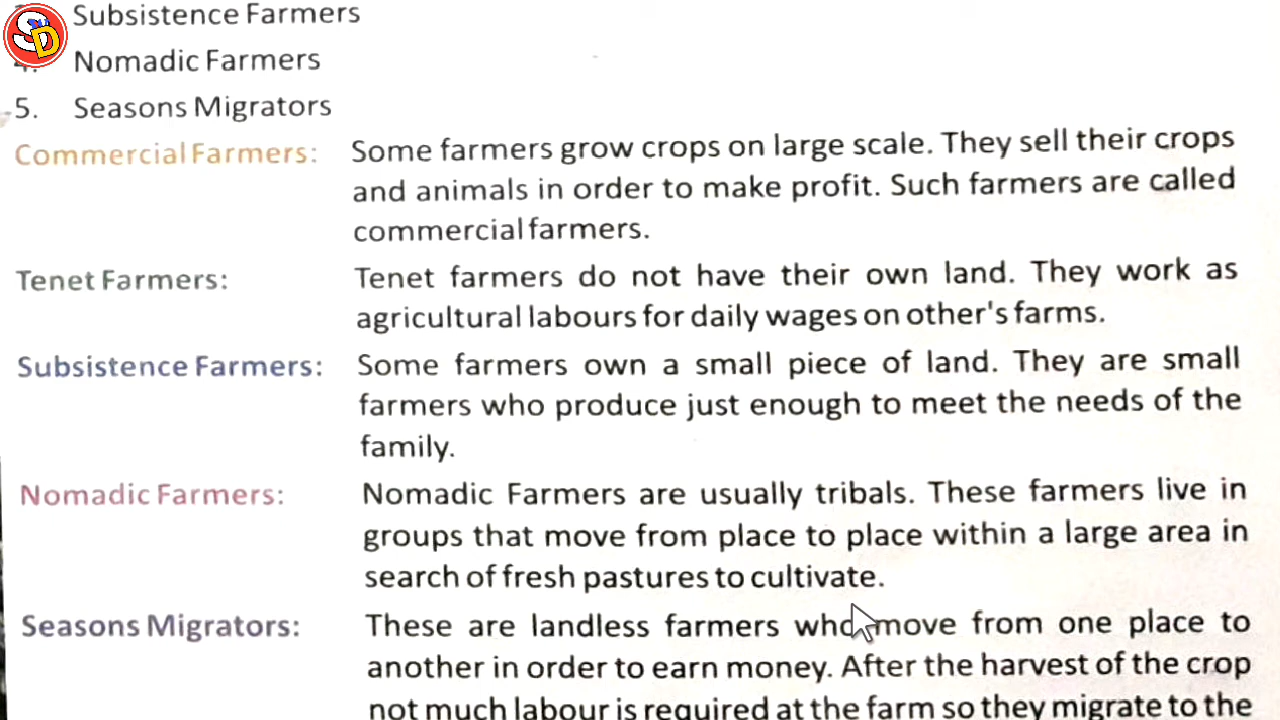 Subsistence Farmers
SD
4. Nomadic Farmers
5. Seasons Migrators
Commercial Farmers: Some farmers grow crops on large scale. They sell their crops
and animals in order to make profit. Such farmers are called
commercial farmers.
Tenet Farmers: Tenet farmers do not have their own land. They work as
agricultural labours for daily wages on other's farms.
Subsistence Farmers: Some farmers own a small piece of land. They are small
farmers who produce just enough to meet the needs of the
family.
Nomadic Farmers: Nomadic Farmers are usually tribals. These farmers live in
groups that move from place to place within a large area in
search of fresh pastures to cultivate.
Seasons Migrators: These are landless farmers who move from one place to
another in order to earn money. After the harvest of the crop
not much labour is required at the farm so they migrate to the